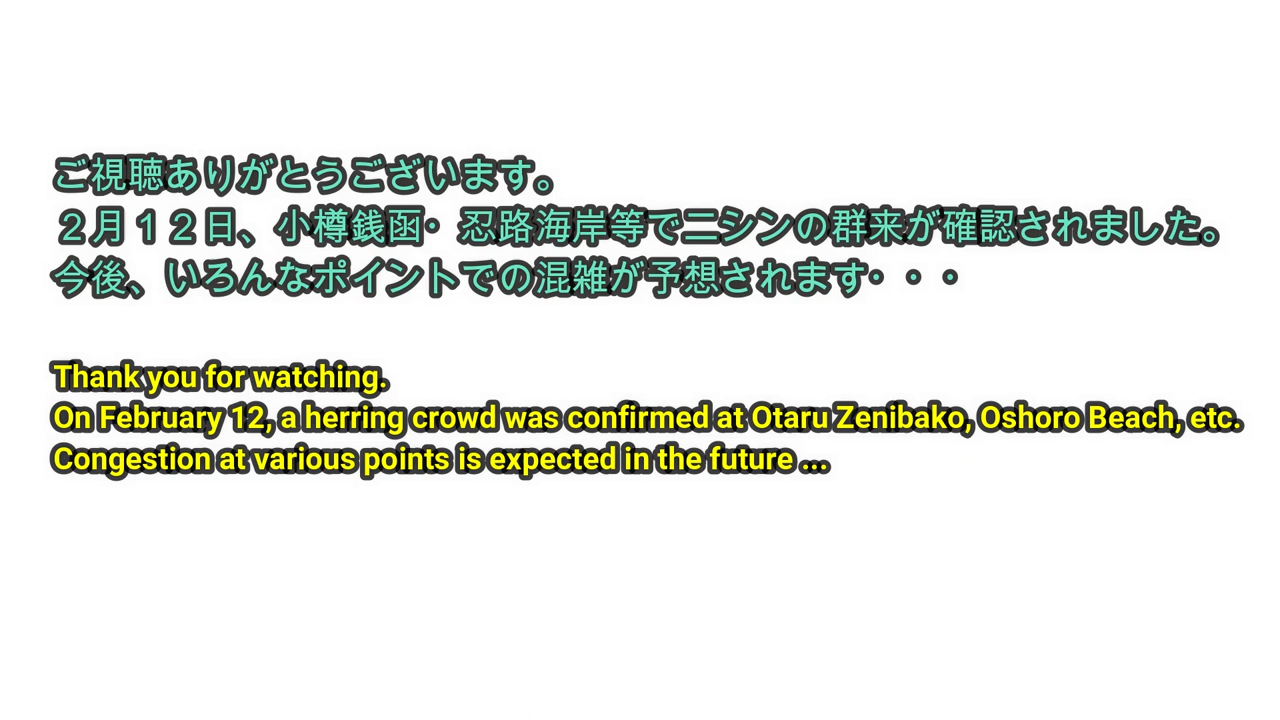 ご視聴ありがとうございます。
２月１２日、小樽銭函・忍路海岸等でニシンの群来が確認されました。
今後、いろんなポイントでの混雑が予想されます・・・
Thank you for watching.
On February 12, a herring crowd was confirmed at Otaru Zenibako, Oshoro Beach, etc.
Congestion at various points is expected in the future ...